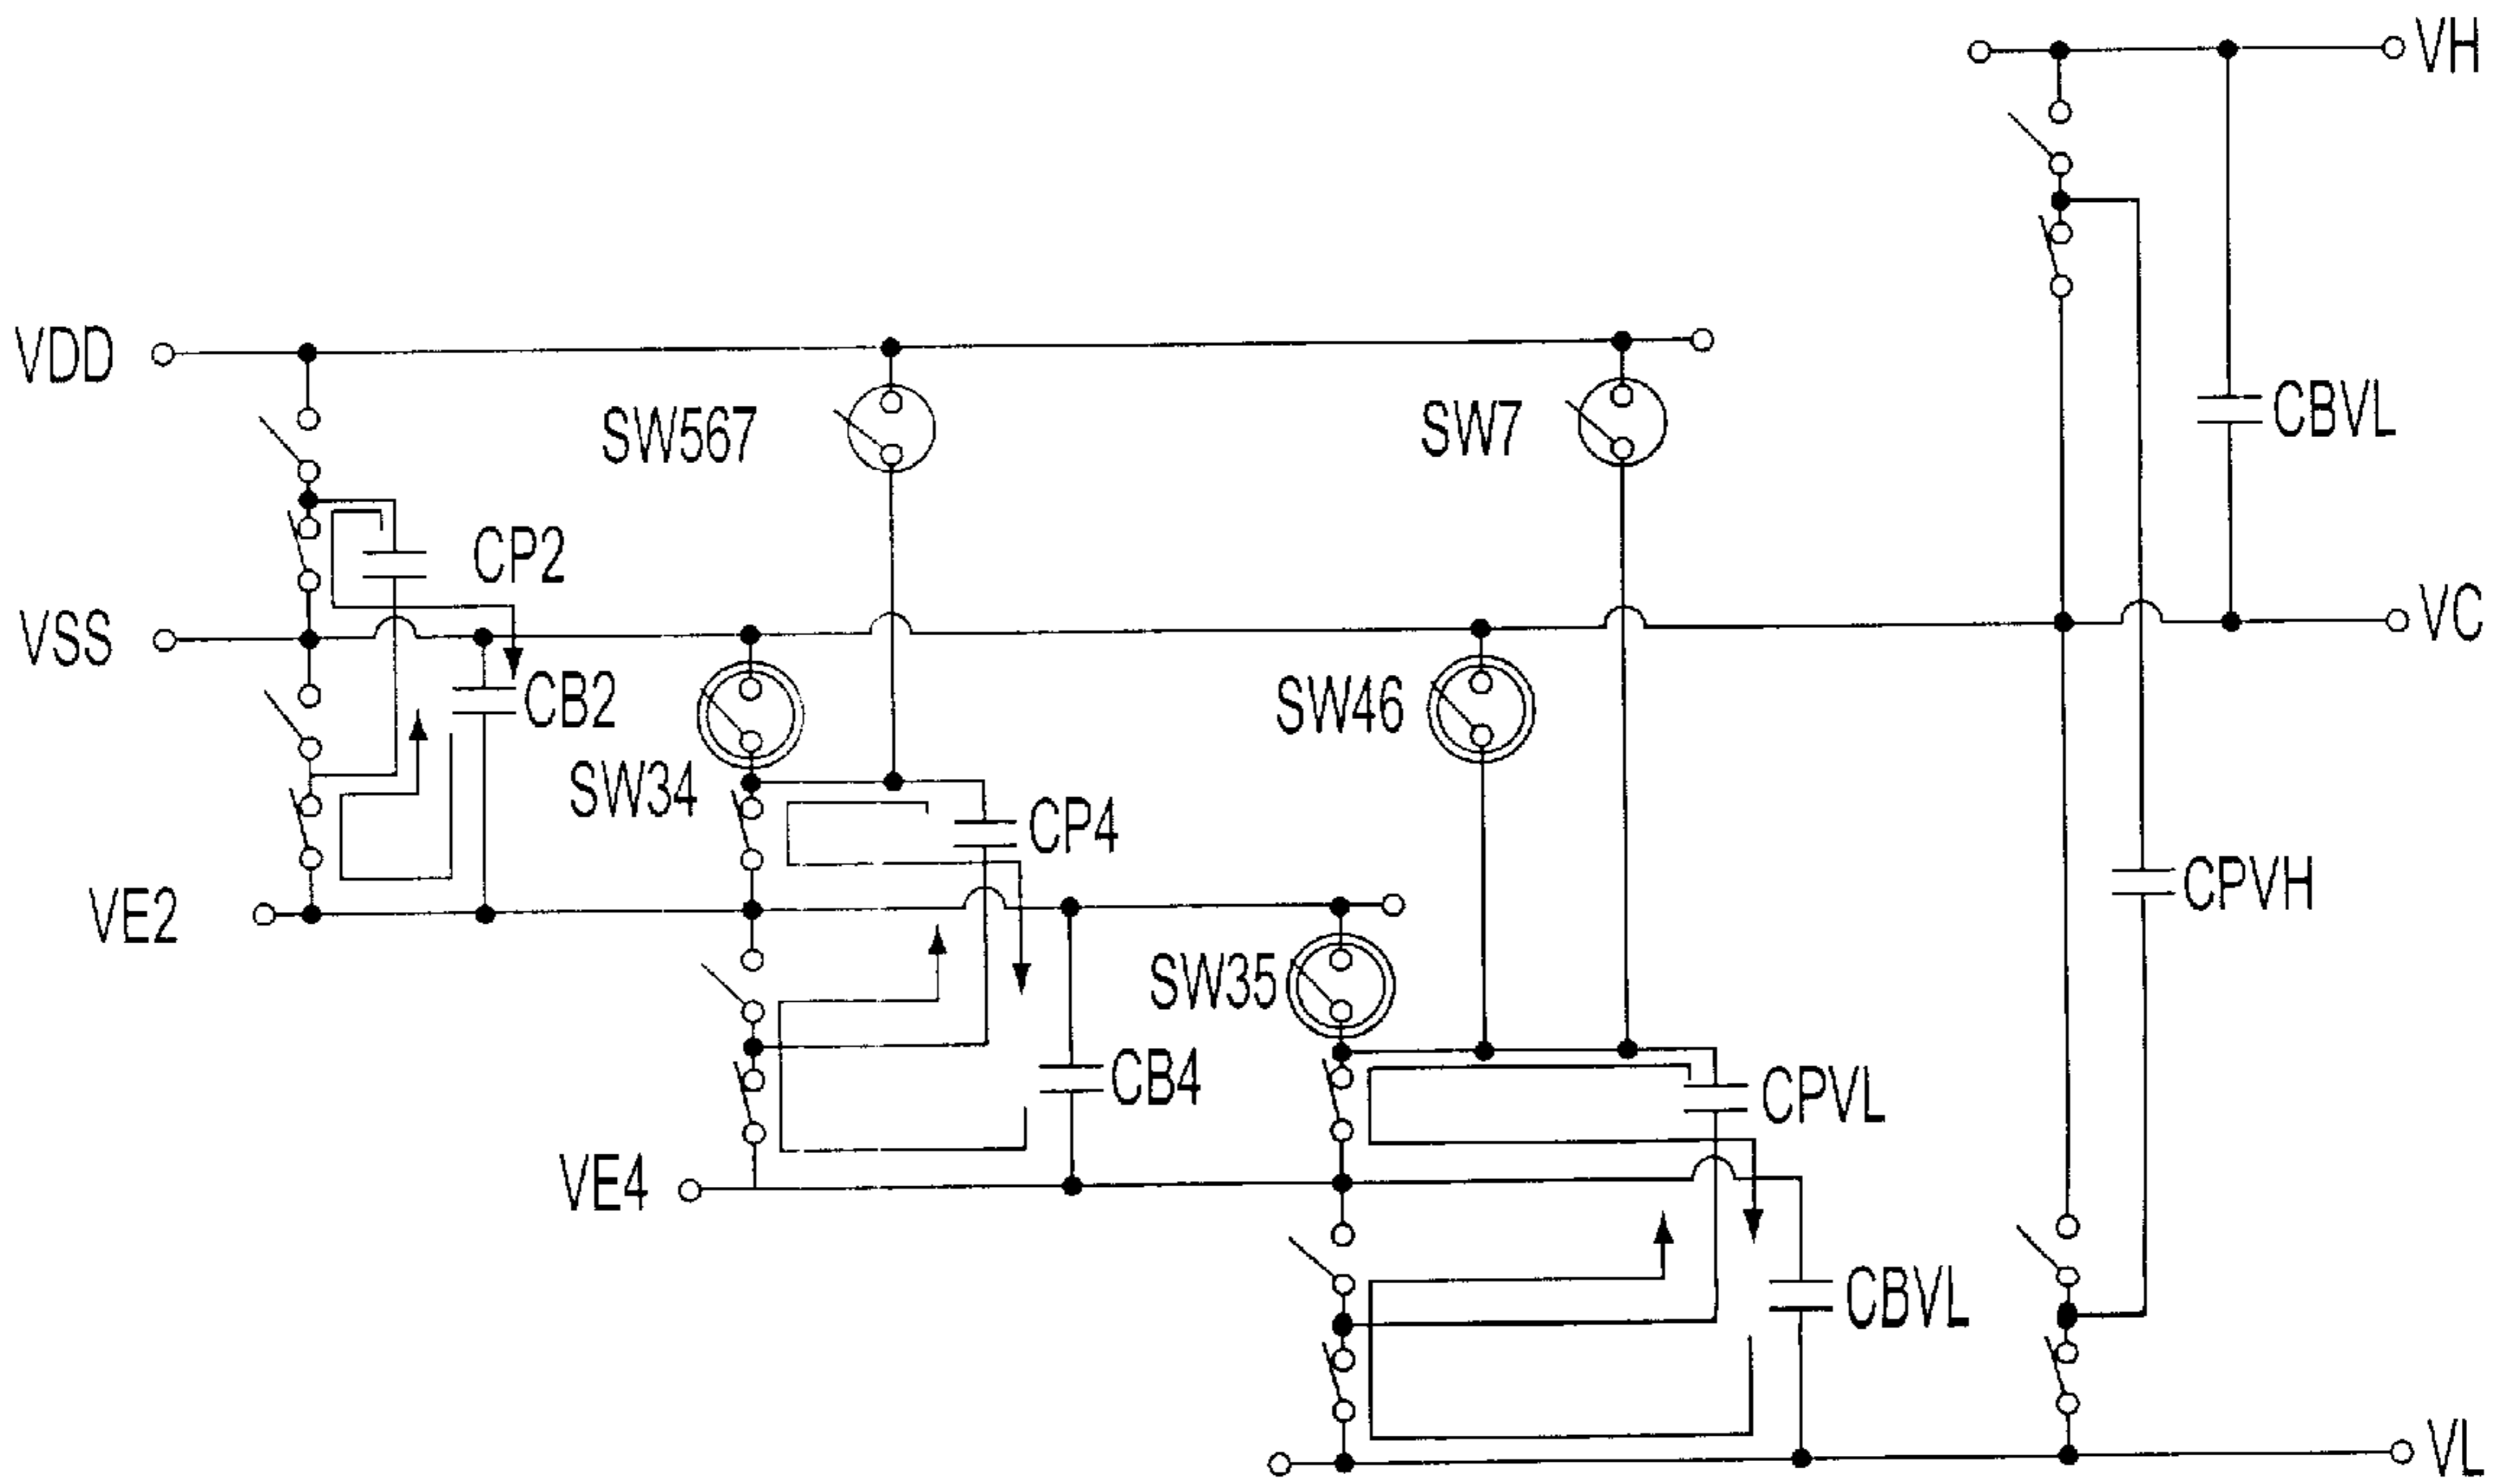 VH
VDD
SW567
SW7
CBVL
CP2
VSS
VC
CB2
SW46
SW34
CP4
CPVH
VE2
SW35
CB4
CPVL
VE4
CBVL
VL